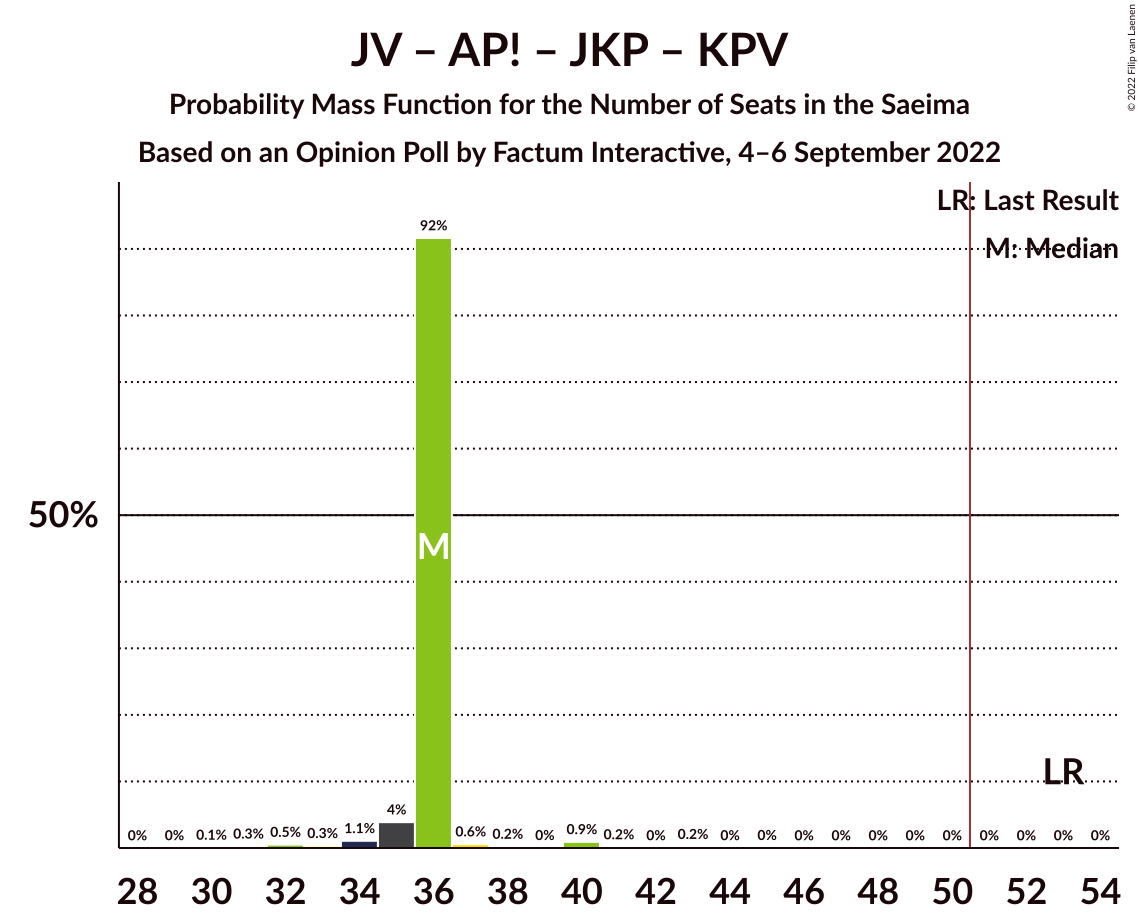 JV – AP! – JKP – KPV
Probability Mass Function for the Number of Seats in the Saeima
Based on an Opinion Poll by Factum Interactive, 4–6 September 2022
© 2022 Filip van Laenen
LR: Last Result
M: Median
92%
50%
M
LR
0% 0% 0.1% 0.3% 0.5% 0.3% 1.1% 4% 0.6% 0.2% 0% 0.9% 0.2% 0% 0.2% 0% 0% 0% 0% 0% 0% 0% 0% 0% 0% 0%
28 30 32 34 36 38 40 42 44 46 48 50 52 54